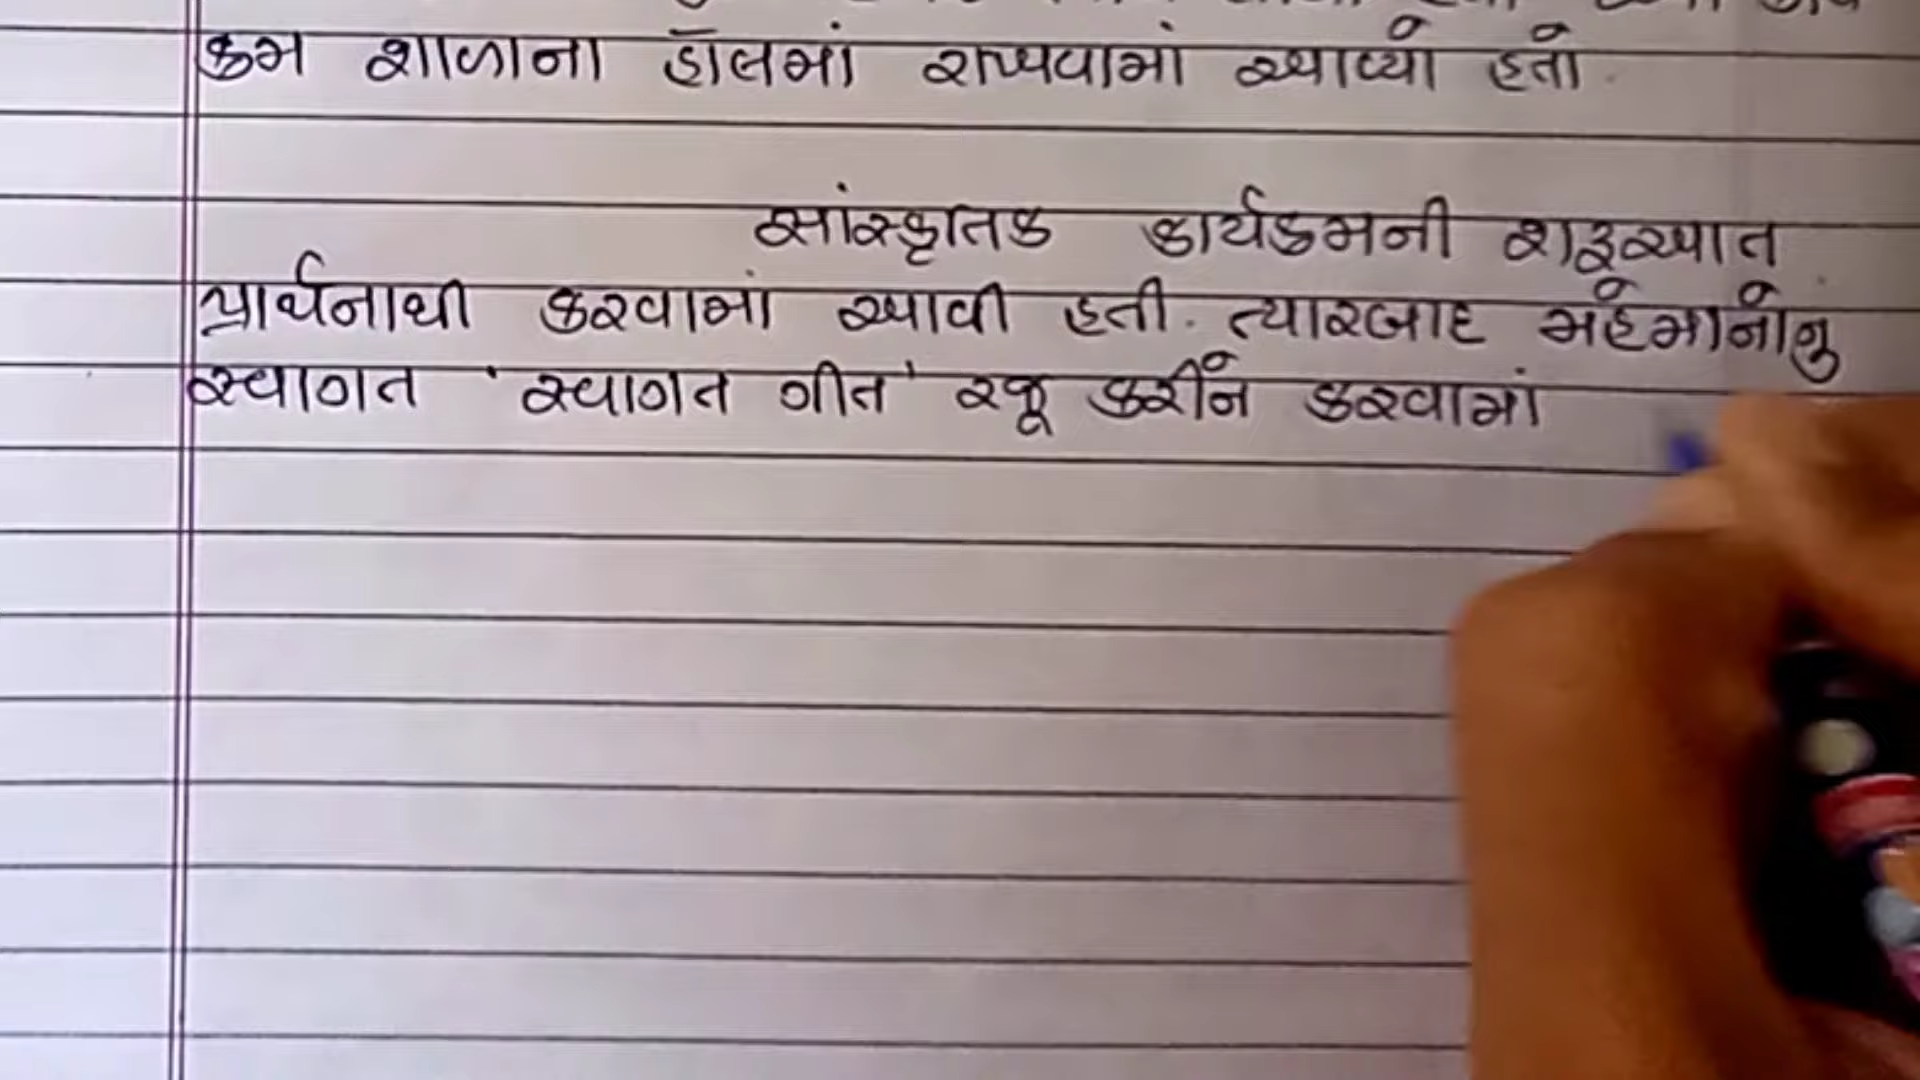 ક્રમ શાળાના હૉલમાં રાખવામાં આવ્યો હતો.
સાંસ્કૃતિક કાર્યક્રમની શરૂઆત
પ્રાર્થનાથી કરવામાં આવી હતી. ત્યારબાદ મહેમાનોનુ
સ્વાગત 'સ્વાગત ગીત' રજૂ કરીને કરવામાં